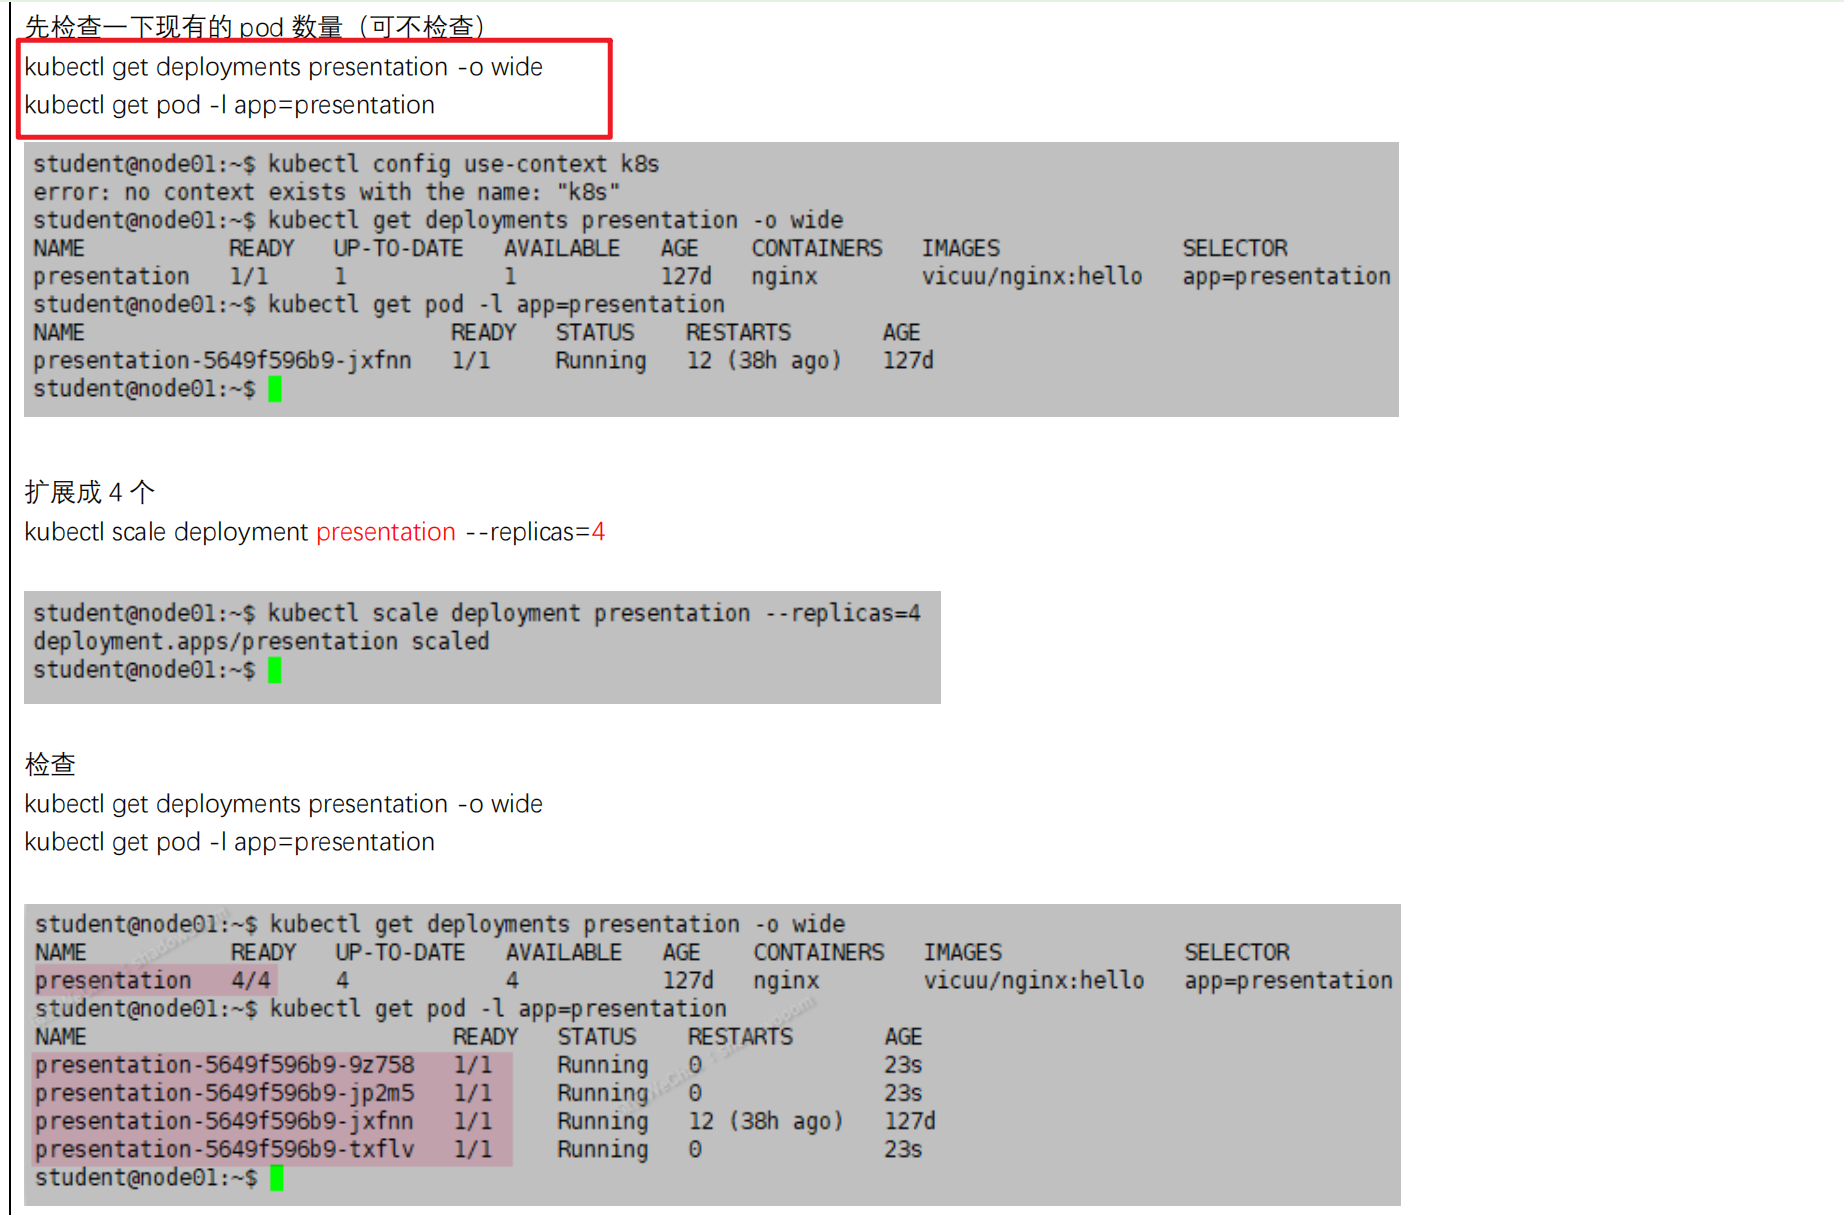 先检查一下现有的 pod 数量（可不检查）
kubectl get deployments presentation -o wide
kubectl get pod -l app=presentation
student@node01:~$ kubectl config use-context k8s
error: no context exists with the name: "k8s"
student@node01:~$ kubectl get deployments presentation -o wide
NAME READY UP-TO-DATE AVAILABLE AGE CONTAINERS IMAGES SELECTOR
presentation 1/1 1 1 127d nginx vicuu/nginx:hello app=presentation
student@node01:~$ kubectl get pod -l app=presentation
NAME READY STATUS RESTARTS AGE
presentation-5649f596b9-jxfnn 1/1 Running 12 (38h ago) 127d
student@node01:~$
扩展成 4 个
kubectl scale deployment presentation --replicas=4
student@node01:~$ kubectl scale deployment presentation --replicas=4
deployment.apps/presentation scaled
student@node01:~$
检查
kubectl get deployments presentation -o wide
kubectl get pod -l app=presentation
student@node01:~$ kubectl get deployments presentation -o wide
NAME READY UP-TO-DATE AVAILABLE AGE CONTAINERS IMAGES SELECTOR
presentation 4/4 4 4 127d nginx vicuu/nginx:hello app=presentation
student@node01:~$ kubectl get pod -l app=presentation
NAME READY STATUS RESTARTS AGE
presentation-5649f596b9-9z758 1/1 Running 0 23s
presentation-5649f596b9-jp2m5 1/1 Running 0 23s
presentation-5649f596b9-jxfnn 1/1 Running 12 (38h ago) 127d
presentation-5649f596b9-txflv 1/1 Running 0 23s
student@node01:~$